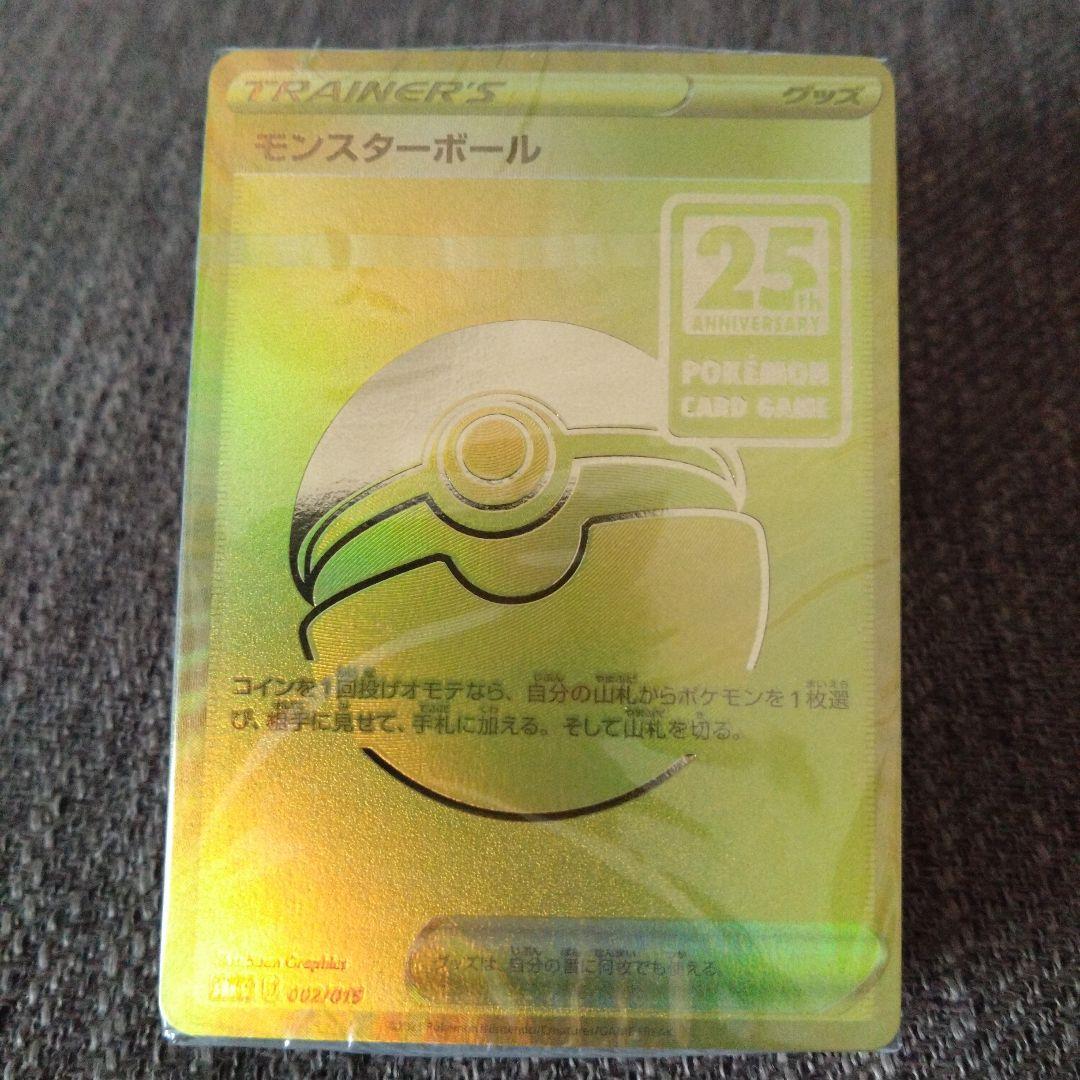 TRAINER'S グッズ
モンスターボール
25TH
ANNIVERSARY
POKÉMON
CARD GAME
コインを1回投げオモテなら、自分の山札からポケモンを1枚選
び、相手に見せて、手札に加える。そして山札を切る。
グッズは、自分の番に何枚でも使える
Graphics
002/015